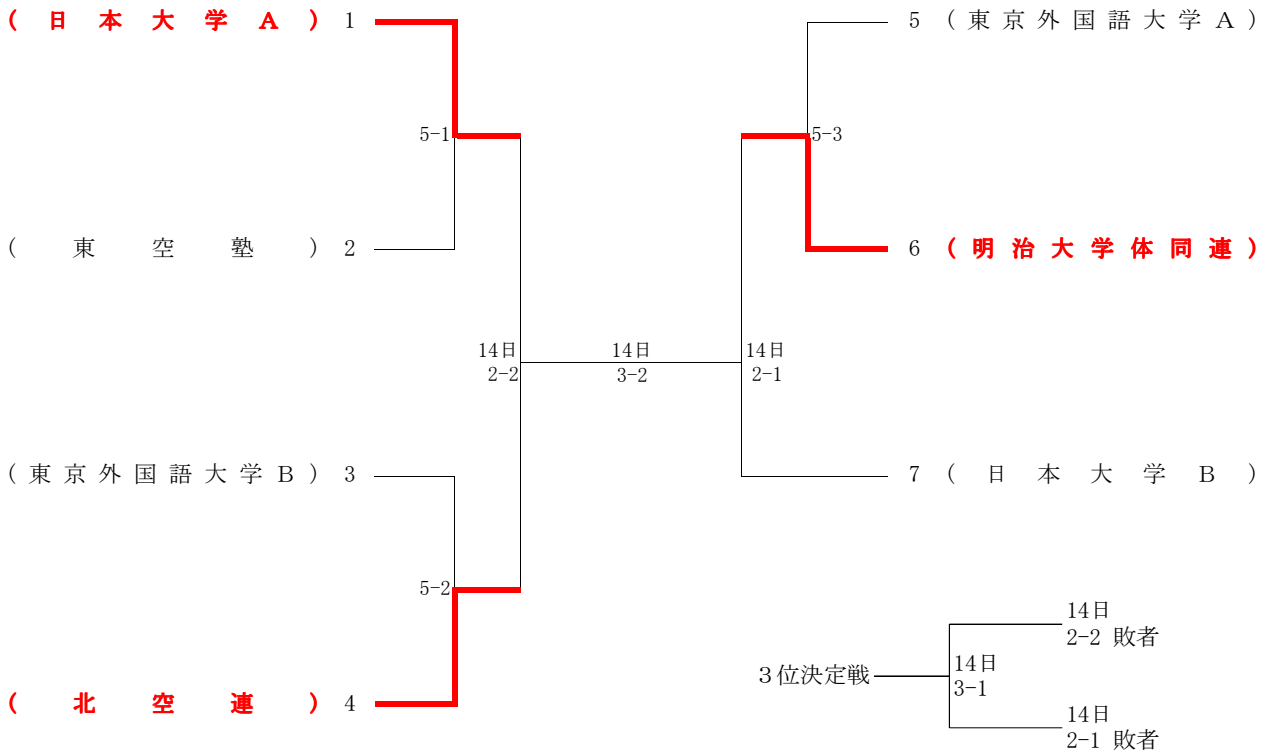 (日本大学A) 1
5 (東京外国語大学A)
5-1
5-3
(東空塾) 2
6 (明治大学体同連)
14日
2-2
14日
3-2
14日
2-1
(東京外国語大学B) 3
7 (日本大学B)
5-2
(北空連) 4
14日
2-2 敗者
3位決定戦
14日
3-1
14日
2-1 敗者